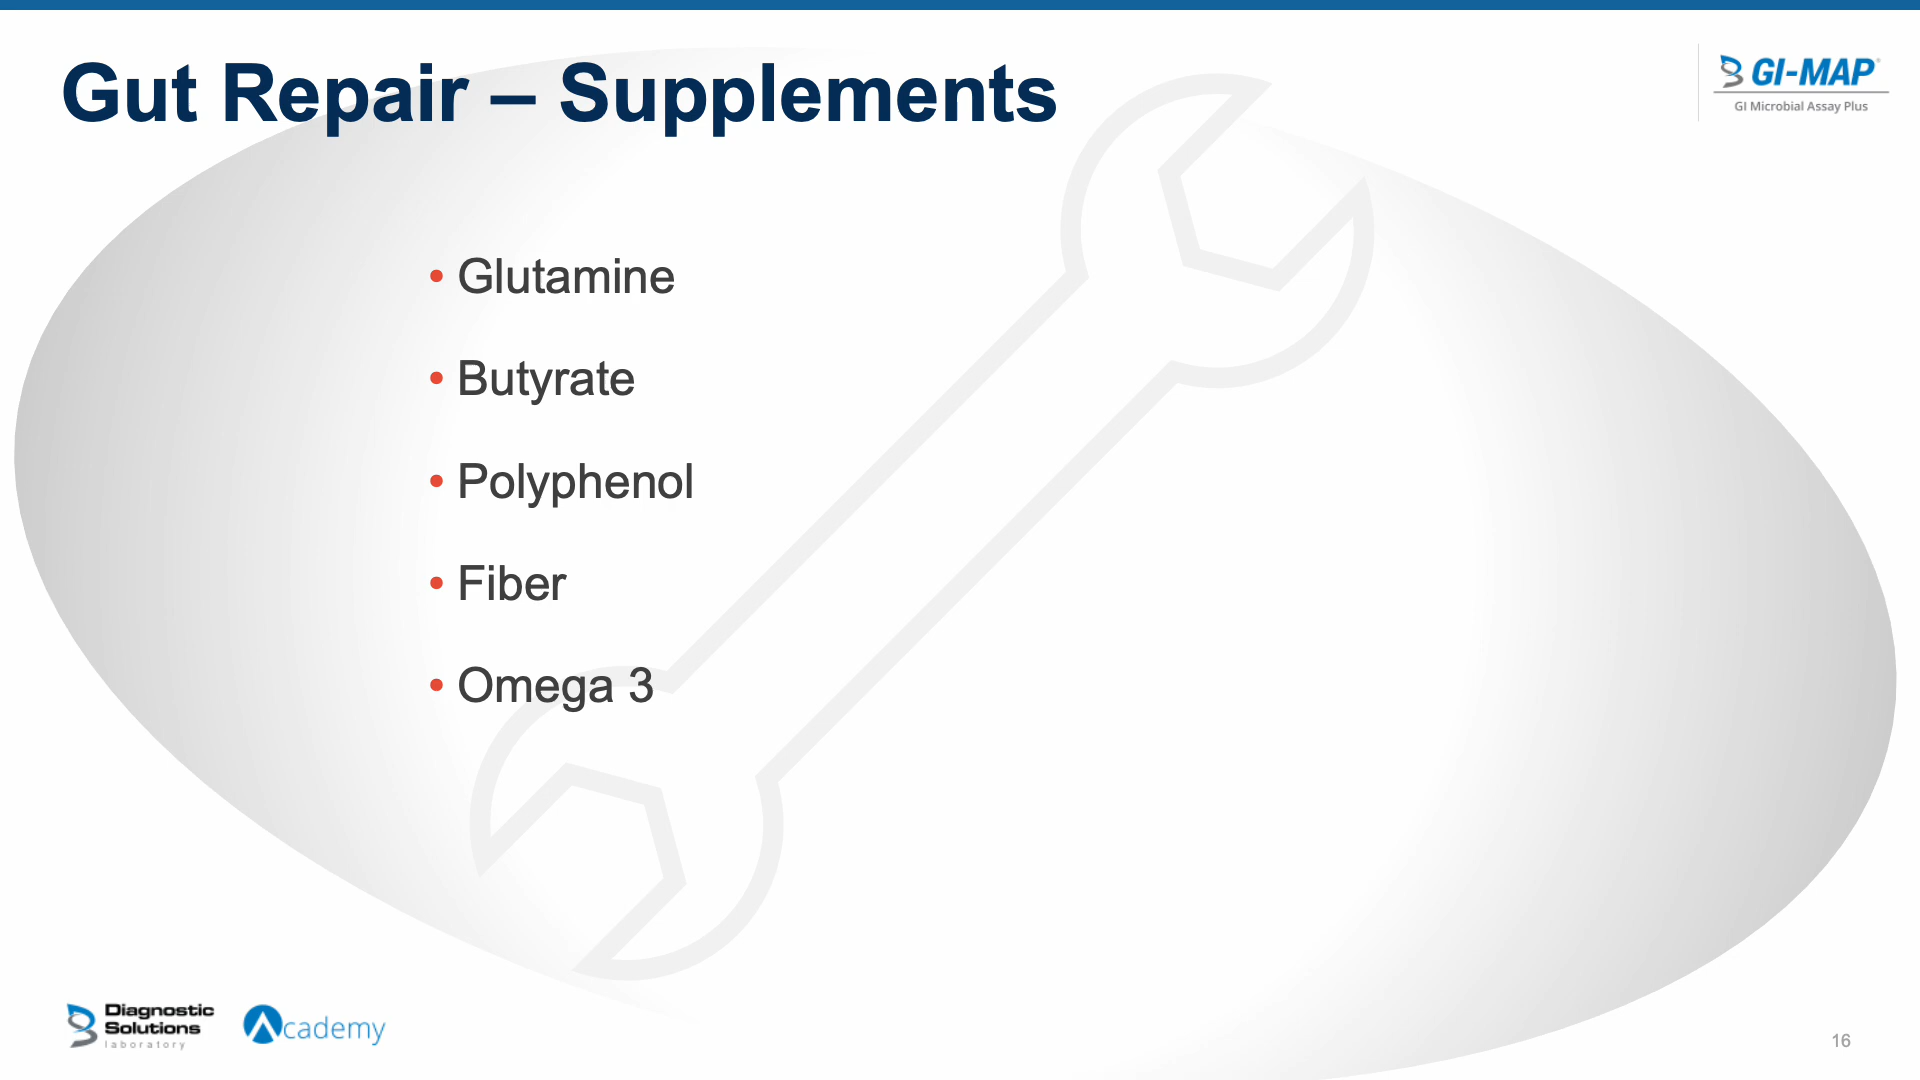 Gut Repair – Supplements
GI-MAP®
GI Microbial Assay Plus
• Glutamine
• Butyrate
• Polyphenol
• Fiber
• Omega 3
Diagnostic
Solutions
laboratory
Academy
16